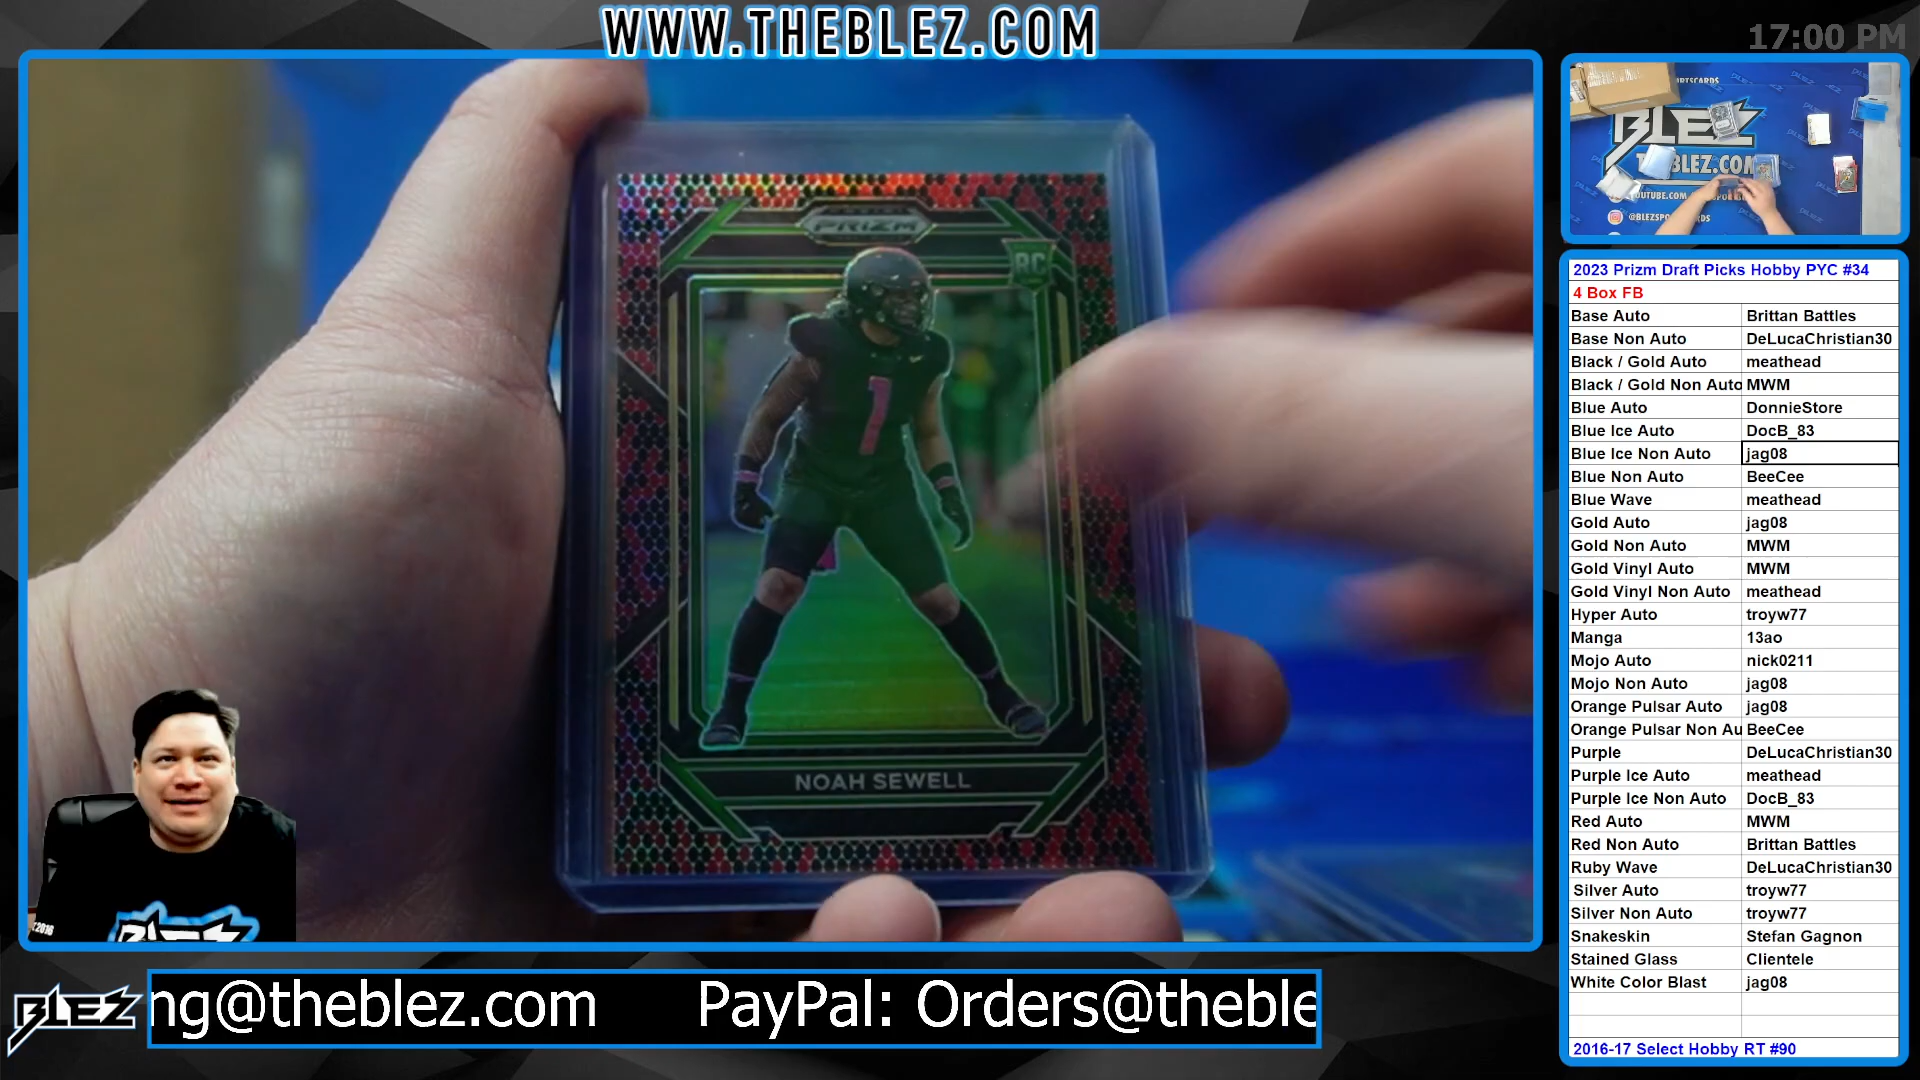 WWW.THEBLEZ.COM
17:00 PM
BLEZ
YOUTUBE.COM
PRIZM
RC
1
NOAH SEWELL
2023 Prizm Draft Picks Hobby PYC #34
4 Box FB
Base Auto Brittan Battles
Base Non Auto DeLucaChristian30
Black / Gold Auto meathead
Black / Gold Non Auto MWM
Blue Auto DonnieStore
Blue Ice Auto DocB_83
Blue Ice Non Auto jag08
Blue Non Auto BeeCee
Blue Wave meathead
Gold Auto jag08
Gold Non Auto MWM
Gold Vinyl Auto MWM
Gold Vinyl Non Auto meathead
Hyper Auto troyw77
Manga 13ao
Mojo Auto nick0211
Mojo Non Auto jag08
Orange Pulsar Auto jag08
Orange Pulsar Non Au BeeCee
Purple DeLucaChristian30
Purple Ice Auto meathead
Purple Ice Non Auto DocB_83
Red Auto MWM
Red Non Auto Brittan Battles
Ruby Wave DeLucaChristian30
Silver Auto troyw77
Silver Non Auto troyw77
Snakeskin Stefan Gagnon
Stained Glass Clientele
White Color Blast jag08
2016-17 Select Hobby RT #90
BLEZ
BLEZ
ng@theblez.com PayPal: Orders@theble